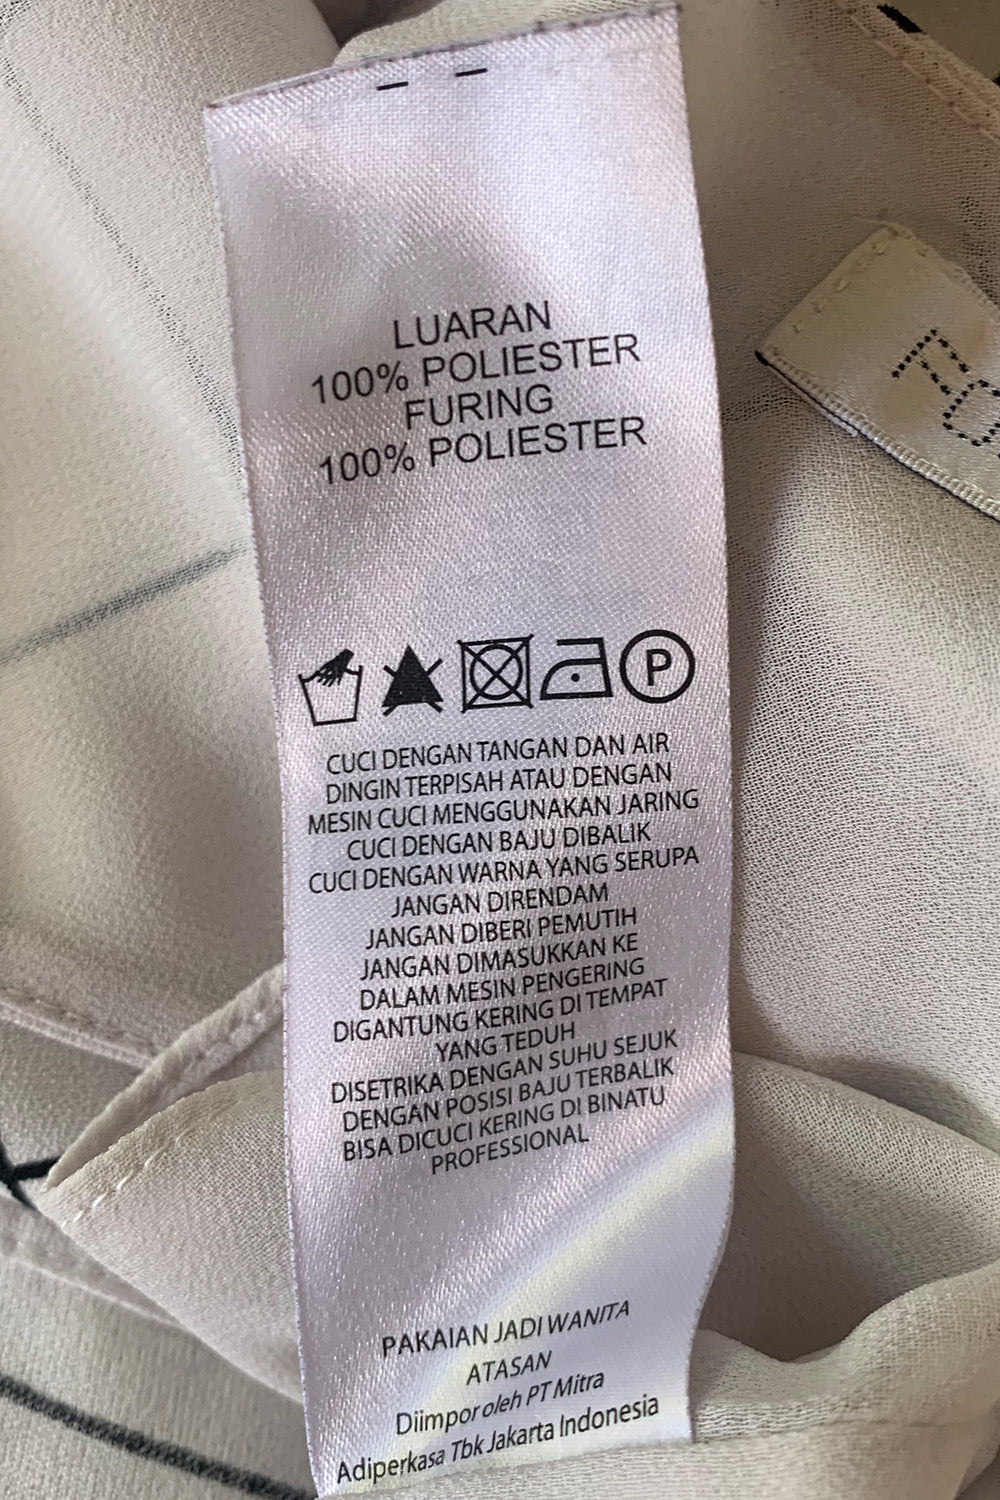 LUARAN
100% POLIESTER
FURING
100% POLIESTER
P
CUCI DENGAN TANGAN DAN AIR
DINGIN TERPISAH ATAU DENGAN
MESIN CUCI MENGGUNAKAN JARING
CUCI DENGAN BAJU DIBALIK
CUCI DENGAN WARNA YANG SERUPA
JANGAN DIRENDAM
JANGAN DIBERI PEMUTIH
JANGAN DIMASUKKAN KE
DALAM MESIN PENGERING
DIGANTUNG KERING DI TEMPAT
YANG TEDUH
DISETRIKA DENGAN SUHU SEJUK
DENGAN POSISI BAJU TERBALIK
BISA DICUCI KERING DI BINATU
PROFESSIONAL
PAKAIAN JADI WANITA
ATASAN
Diimpor oleh PT Mitra
Adiperkasa Tbk Jakarta Indonesia